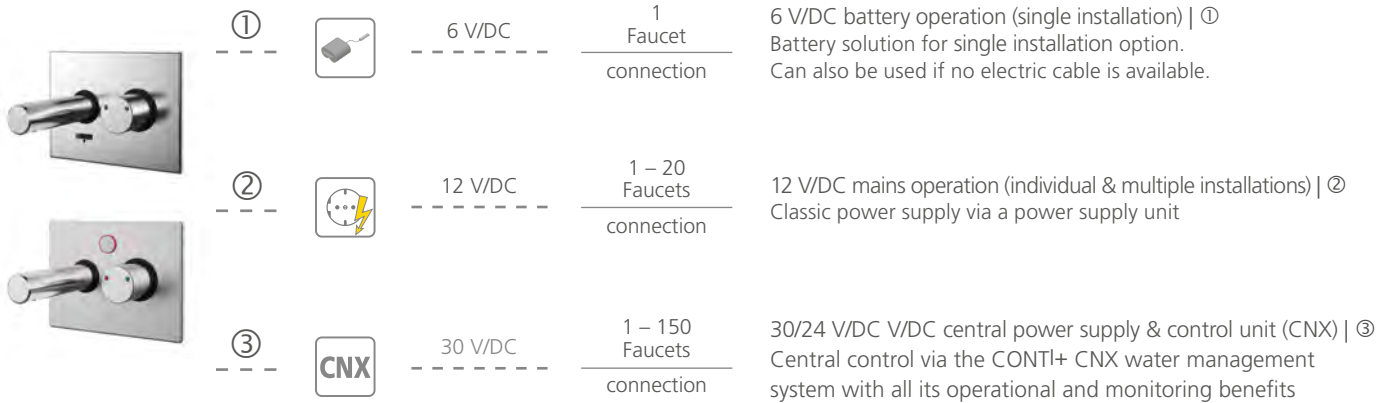 ①
6 V/DC
1
Faucet
connection
6 V/DC battery operation (single installation) | ①
Battery solution for single installation option.
Can also be used if no electric cable is available.
②
12 V/DC
1 – 20
Faucets
connection
12 V/DC mains operation (individual & multiple installations) | ②
Classic power supply via a power supply unit
③
CNX
30 V/DC
1 – 150
Faucets
connection
30/24 V/DC V/DC central power supply & control unit (CNX) | ③
Central control via the CONTI+ CNX water management
system with all its operational and monitoring benefits